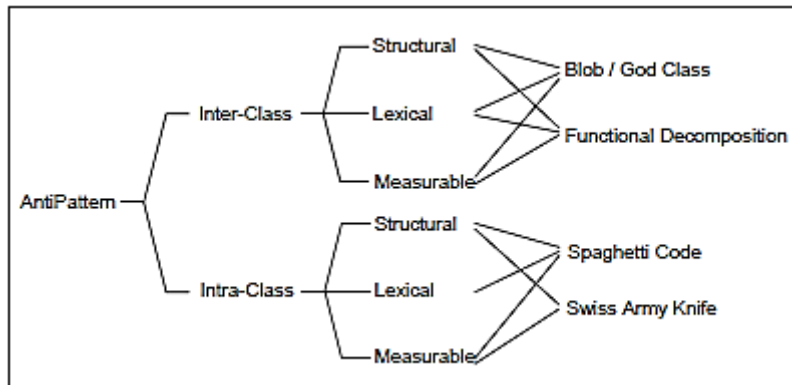 Structural
Blob / God Class
Inter-Class
Lexical
Functional Decomposition
Measurable
AntiPattern
Structural
Spaghetti Code
Intra-Class
Lexical
Swiss Army Knife
Measurable